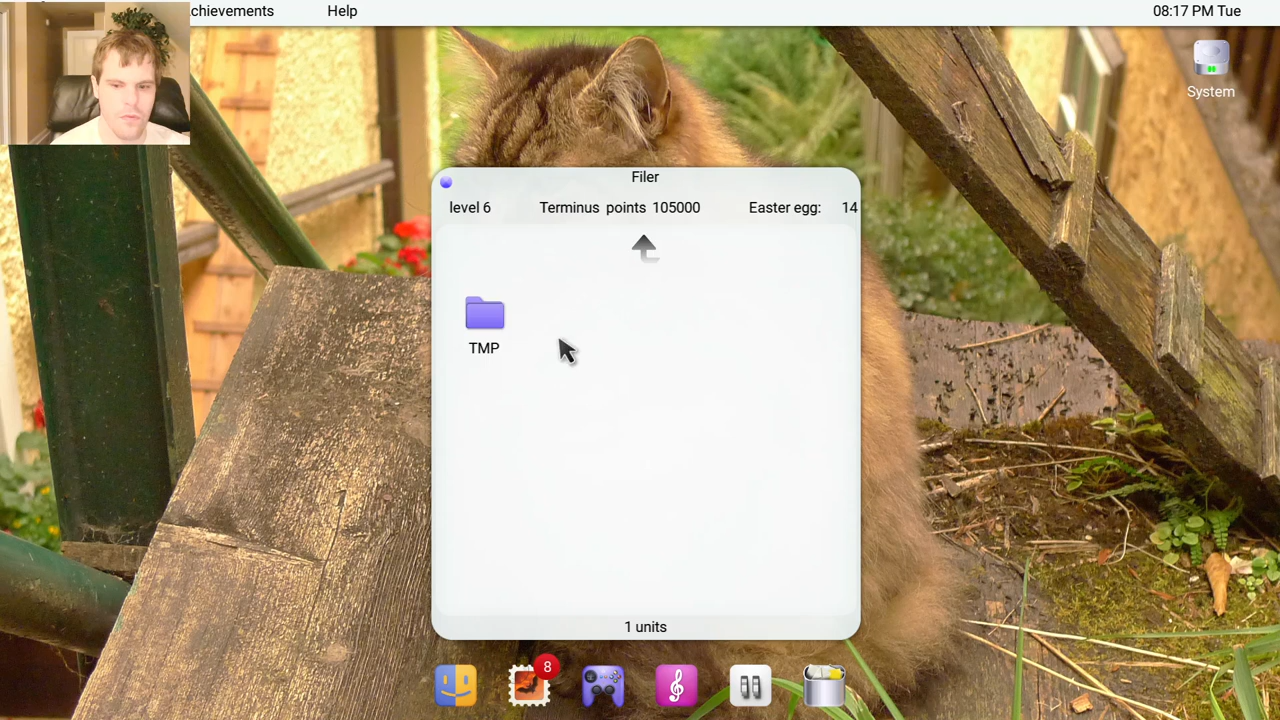 chievements Help 08:17 PM Tue
System
Filer
level 6 Terminus points 105000 Easter egg: 14
TMP
1 units
8